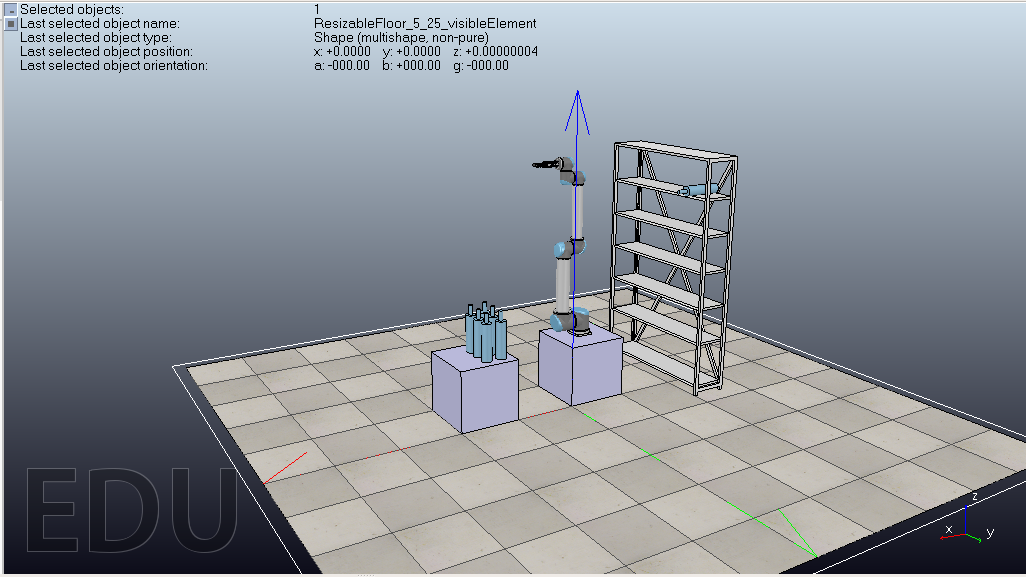 Selected objects: 1
Last selected object name: ResizableFloor_5_25_visibleElement
Last selected object type: Shape (multishape, non-pure)
Last selected object position: x: +0.0000 y: +0.0000 z: +0.00000004
Last selected object orientation: a: -000.00 b: +000.00 g: -000.00
EDU
z
x
y